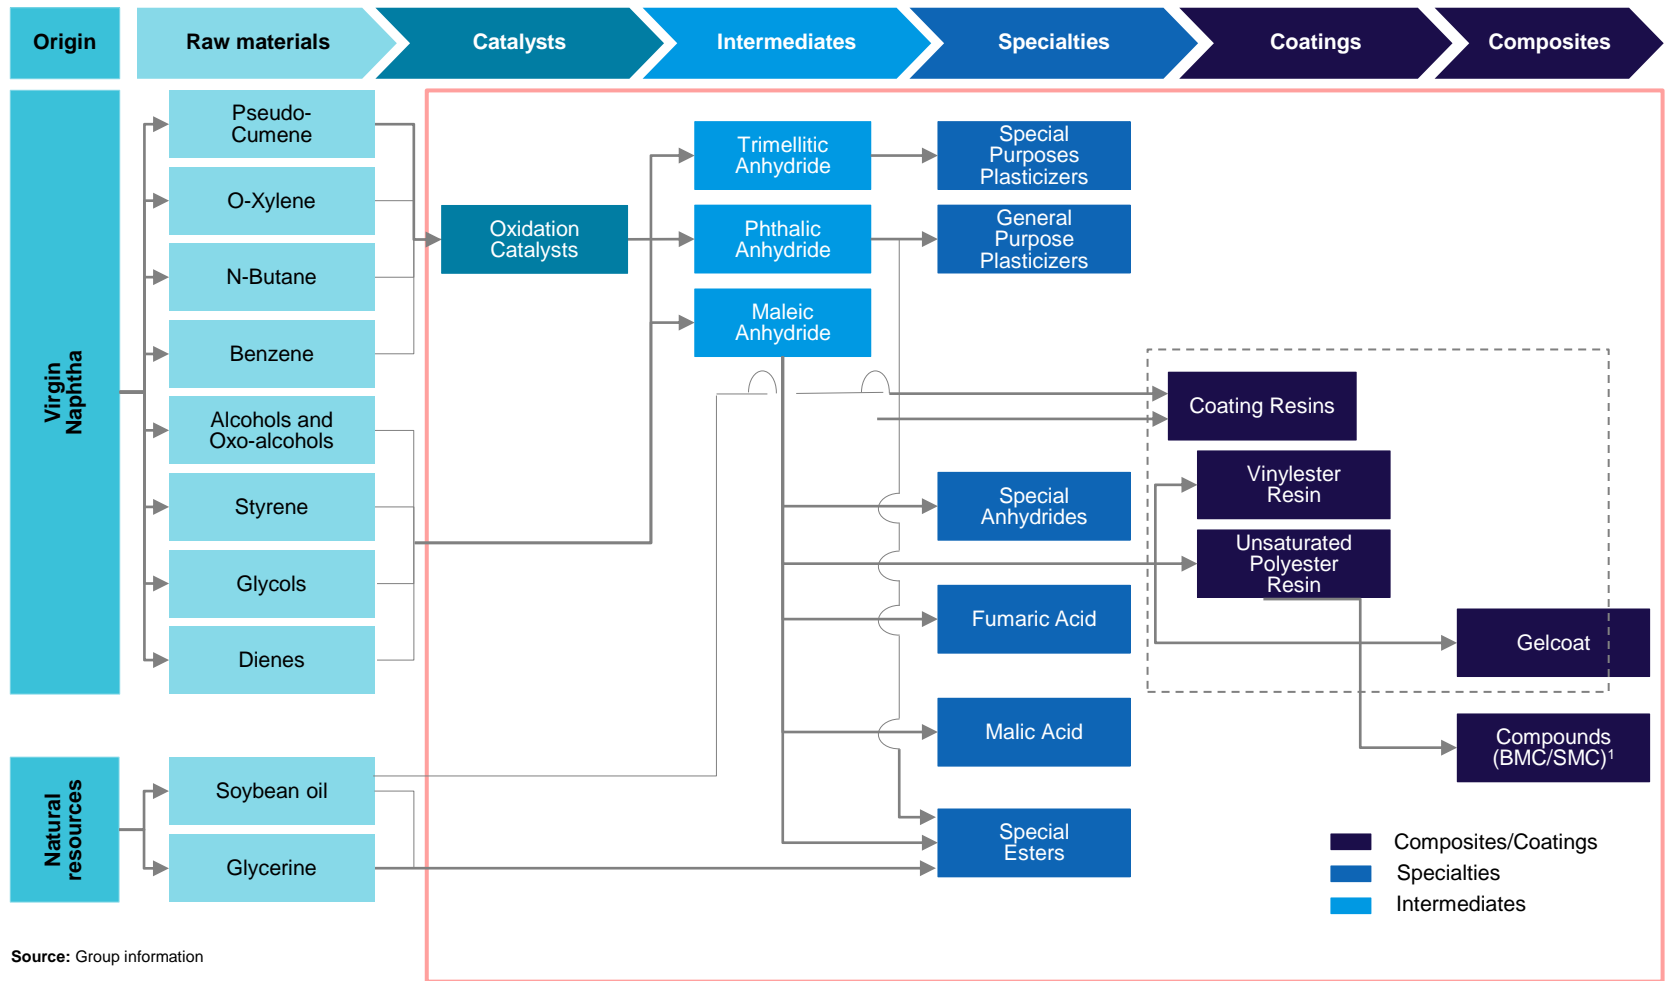 Origin
Raw materials
Catalysts
Intermediates
Specialties
Coatings
Composites
Virgin
Naphtha
Pseudo-
Cumene
O-Xylene
N-Butane
Benzene
Alcohols and
Oxo-alcohols
Styrene
Glycols
Dienes
Natural
resources
Soybean oil
Glycerine
Oxidation
Catalysts
Trimellitic
Anhydride
Phthalic
Anhydride
Maleic
Anhydride
Special
Purposes
Plasticizers
General
Purpose
Plasticizers
Special
Anhydrides
Fumaric Acid
Malic Acid
Special
Esters
Coating Resins
Vinylester
Resin
Unsaturated
Polyester
Resin
Gelcoat
Compounds
(BMC/SMC)¹
Composites/Coatings
Specialties
Intermediates
Source: Group information